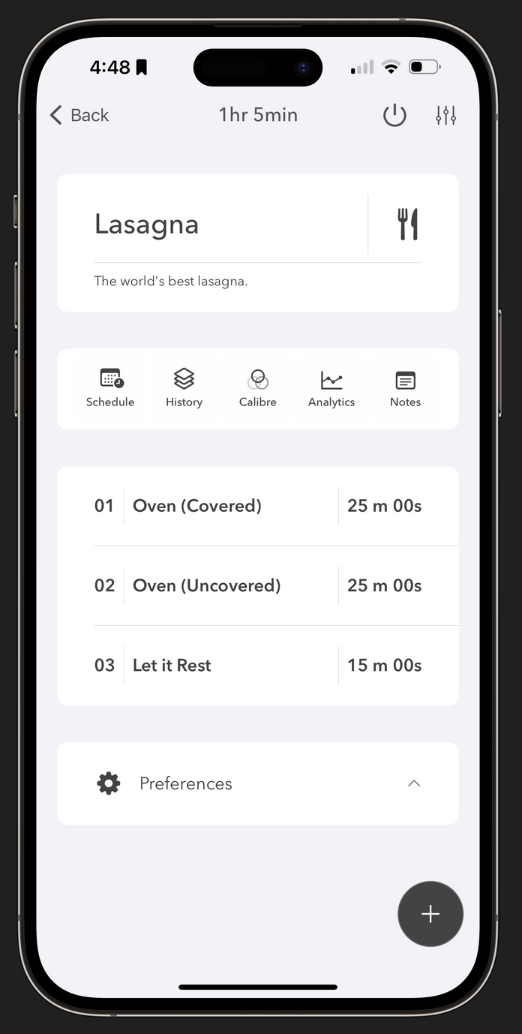 4:48
Back
1hr 5min
Lasagna
The world's best lasagna.
Schedule
History
Calibre
Analytics
Notes
01 Oven (Covered) 25 m 00s
02 Oven (Uncovered) 25 m 00s
03 Let it Rest 15 m 00s
Preferences